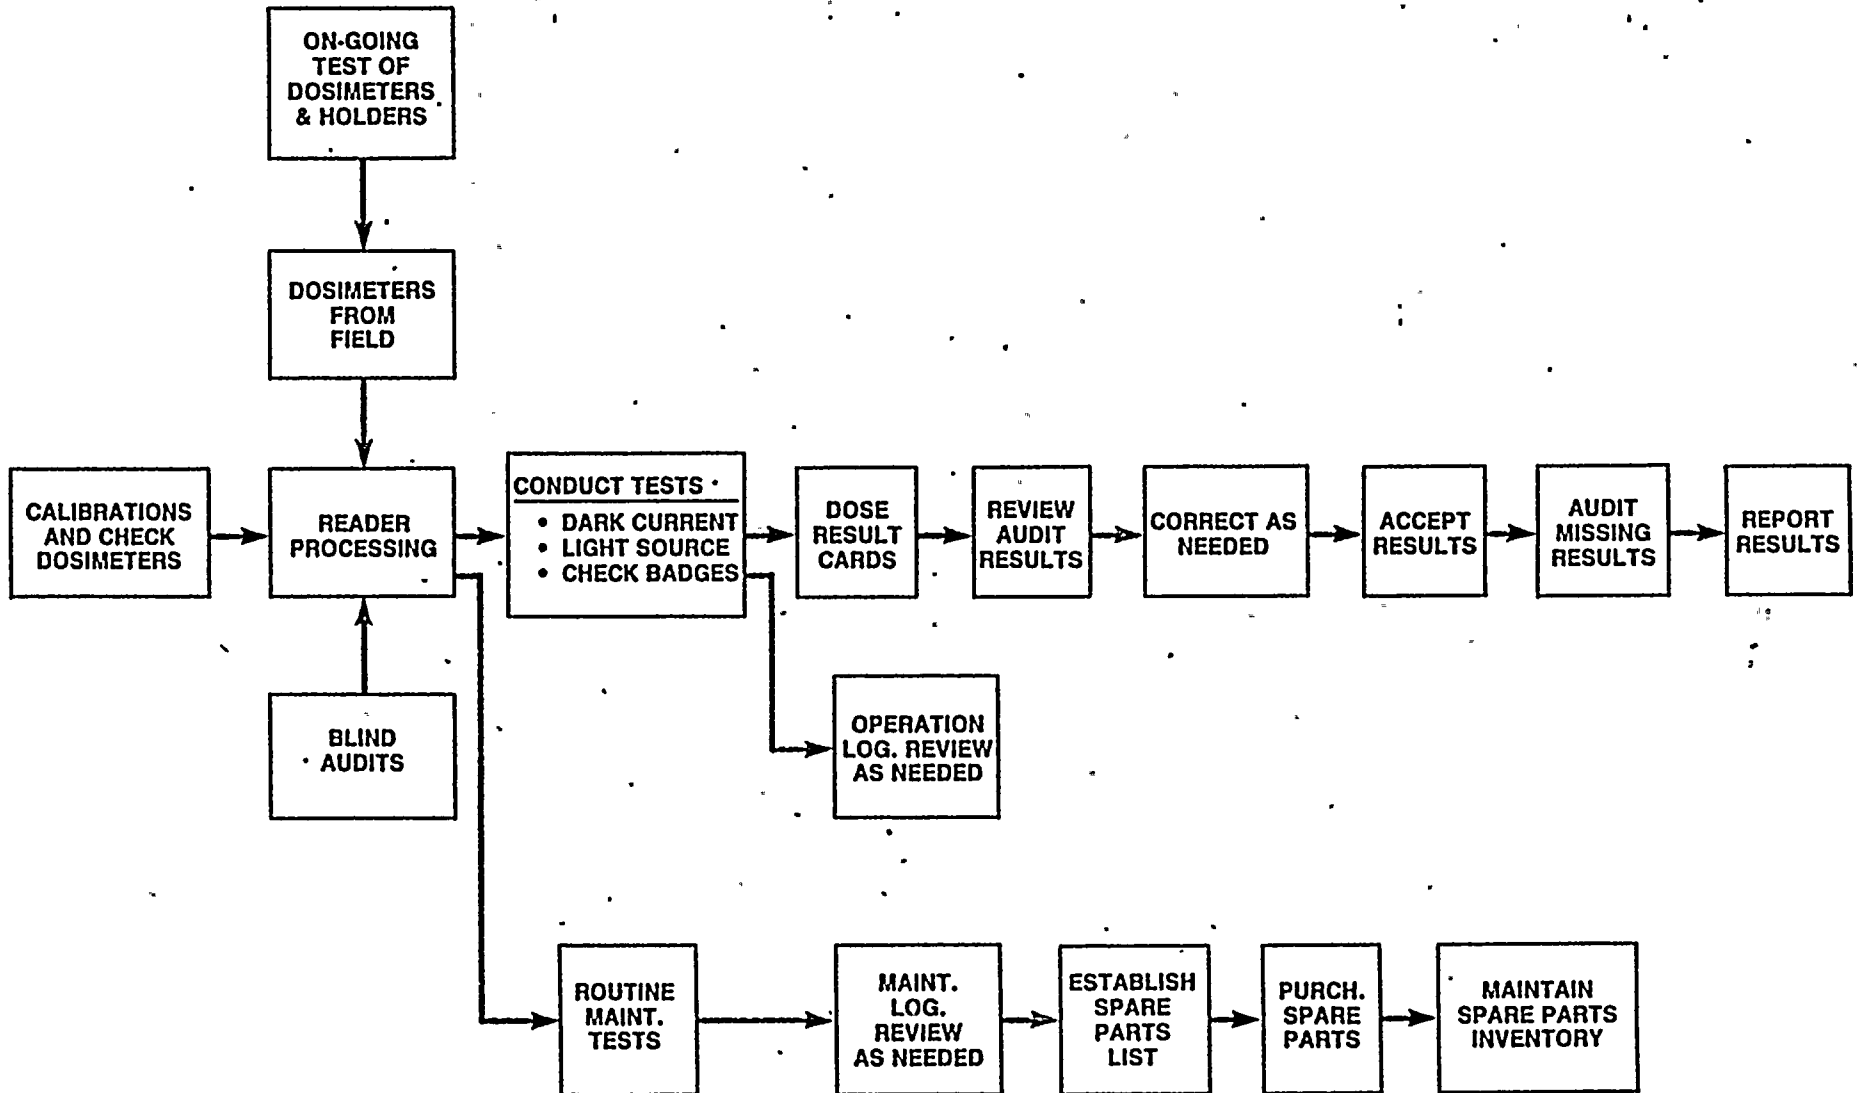 ON-GOING
TEST OF
DOSIMETERS
& HOLDERS
DOSIMETERS
FROM
FIELD
CALIBRATIONS
AND CHECK
DOSIMETERS
READER
PROCESSING
CONDUCT TESTS
• DARK CURRENT
• LIGHT SOURCE
• CHECK BADGES
DOSE
RESULT
CARDS
REVIEW
AUDIT
RESULTS
CORRECT AS
NEEDED
ACCEPT
RESULTS
AUDIT
MISSING
RESULTS
REPORT
RESULTS
BLIND
AUDITS
OPERATION
LOG. REVIEW
AS NEEDED
ROUTINE
MAINT.
TESTS
MAINT.
LOG.
REVIEW
AS NEEDED
ESTABLISH
SPARE
PARTS
LIST
PURCH.
SPARE
PARTS
MAINTAIN
SPARE PARTS
INVENTORY